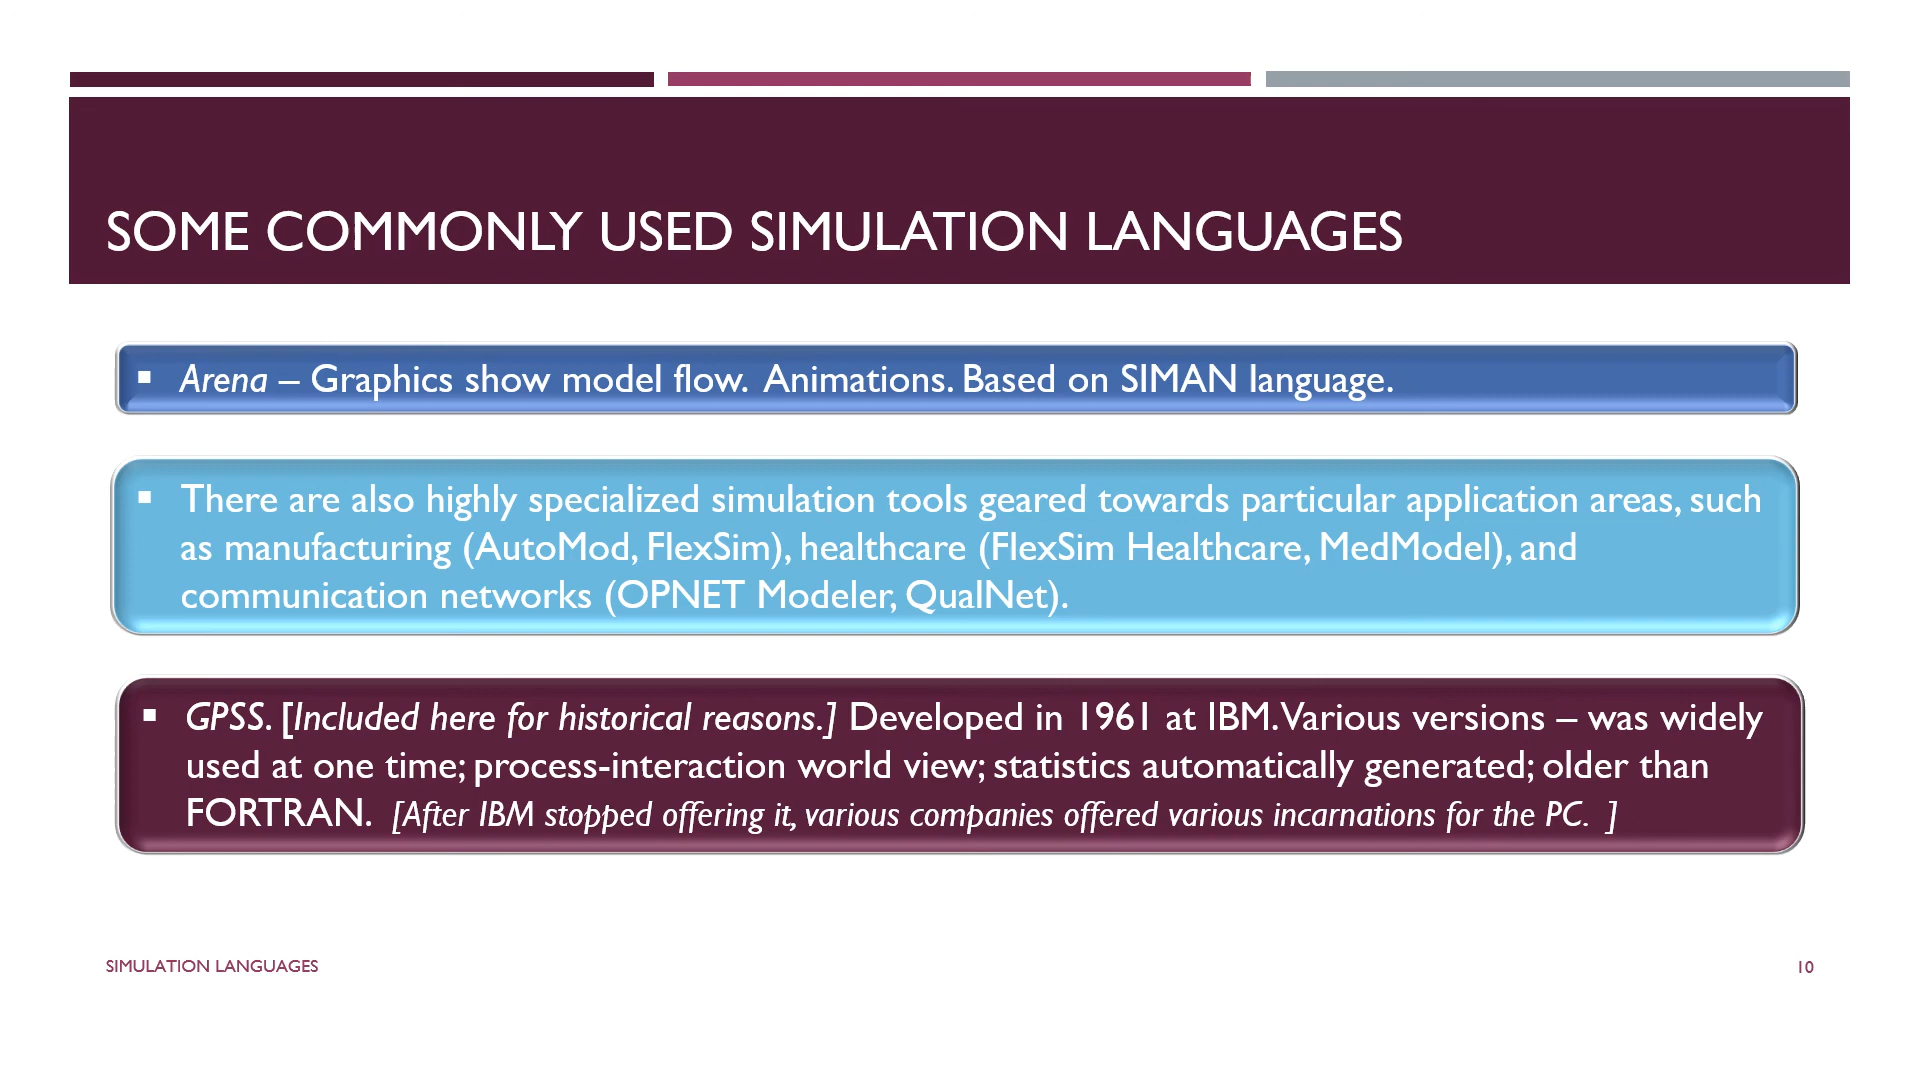 SOME COMMONLY USED SIMULATION LANGUAGES
▪ Arena – Graphics show model flow.  Animations. Based on SIMAN language.
▪ There are also highly specialized simulation tools geared towards particular application areas, such
as manufacturing (AutoMod, FlexSim), healthcare (FlexSim Healthcare, MedModel), and
communication networks (OPNET Modeler, QualNet).
▪ GPSS. [Included here for historical reasons.] Developed in 1961 at IBM. Various versions – was widely
used at one time; process-interaction world view; statistics automatically generated; older than
FORTRAN.  [After IBM stopped offering it, various companies offered various incarnations for the PC.  ]
SIMULATION LANGUAGES
10